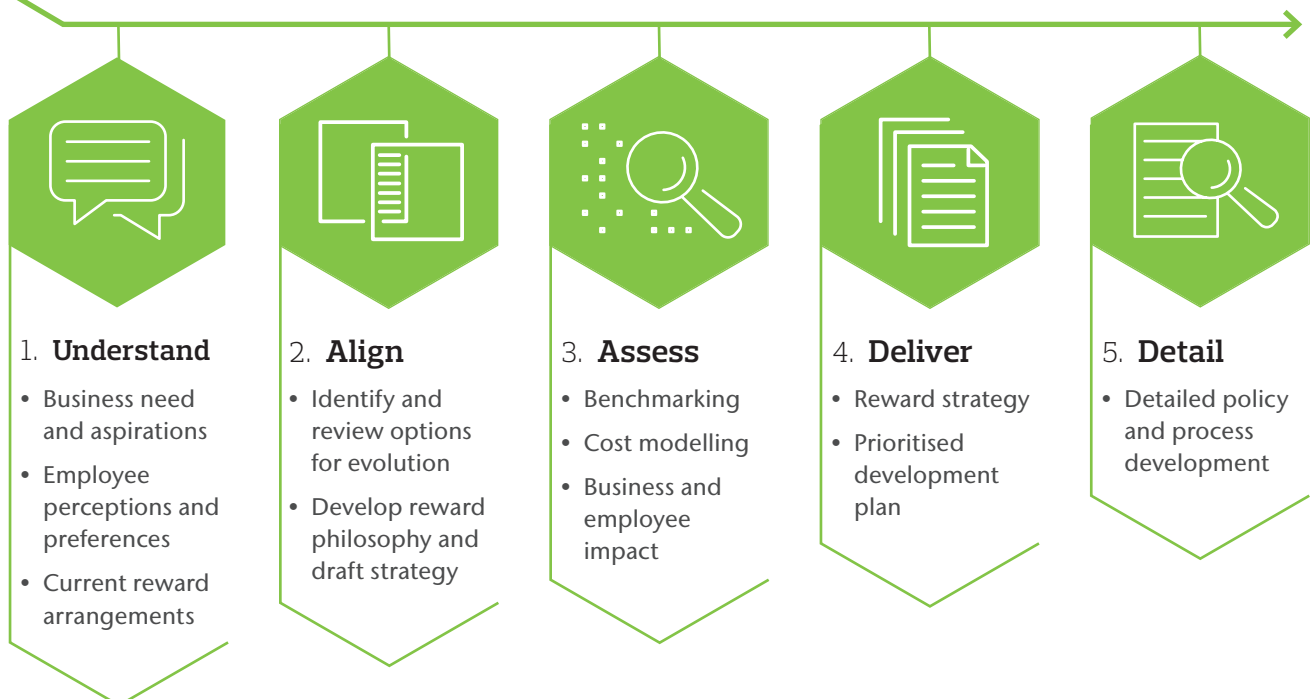 1. Understand
• Business need
and aspirations
• Employee
perceptions and
preferences
• Current reward
arrangements
2. Align
• Identify and
review options
for evolution
• Develop reward
philosophy and
draft strategy
3. Assess
• Benchmarking
• Cost modelling
• Business and
employee
impact
4. Deliver
• Reward strategy
• Prioritised
development
plan
5. Detail
• Detailed policy
and process
development